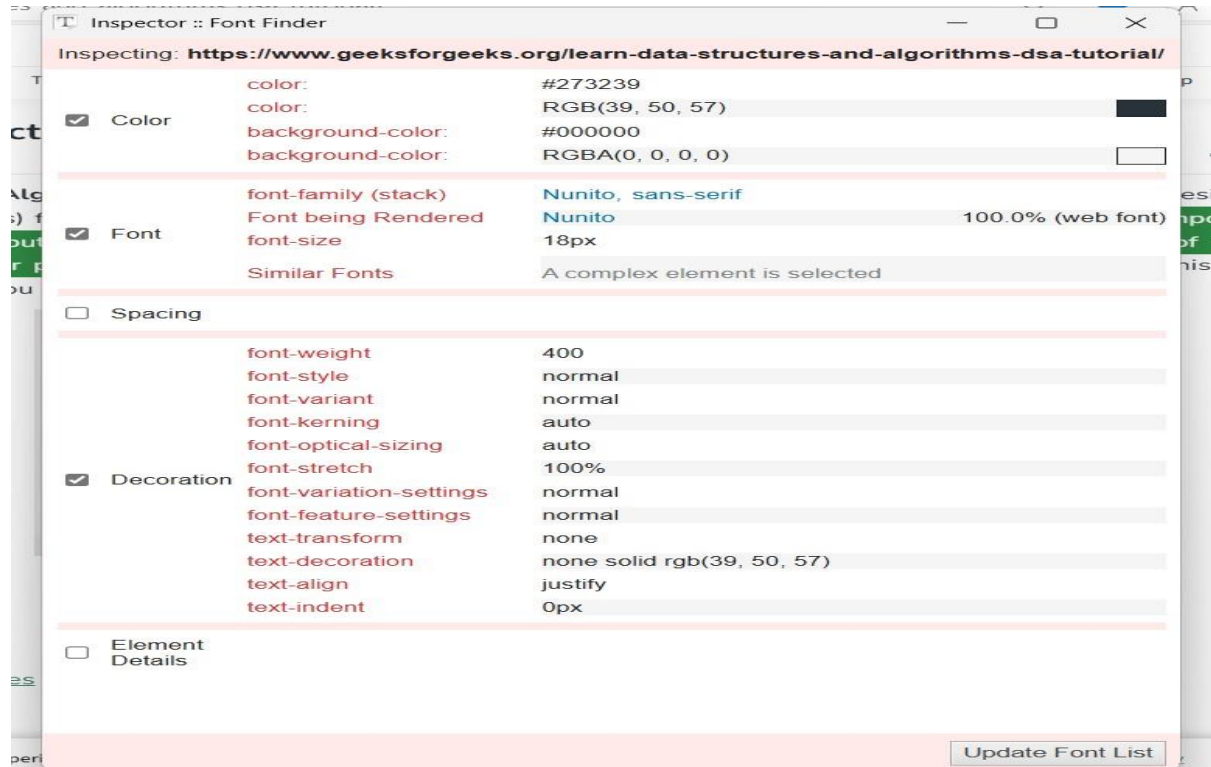 Inspector :: Font Finder
Inspecting: https://www.geeksforgeeks.org/learn-data-structures-and-algorithms-dsa-tutorial/
Color
color: #273239
color: RGB(39, 50, 57)
background-color: #000000
background-color: RGBA(0, 0, 0, 0)
Font
font-family (stack) Nunito, sans-serif
Font being Rendered Nunito 100.0% (web font)
font-size 18px
Similar Fonts A complex element is selected
Spacing
Decoration
font-weight 400
font-style normal
font-variant normal
font-kerning auto
font-optical-sizing auto
font-stretch 100%
font-variation-settings normal
font-feature-settings normal
text-transform none
text-decoration none solid rgb(39, 50, 57)
text-align justify
text-indent 0px
Element
Details
Update Font List